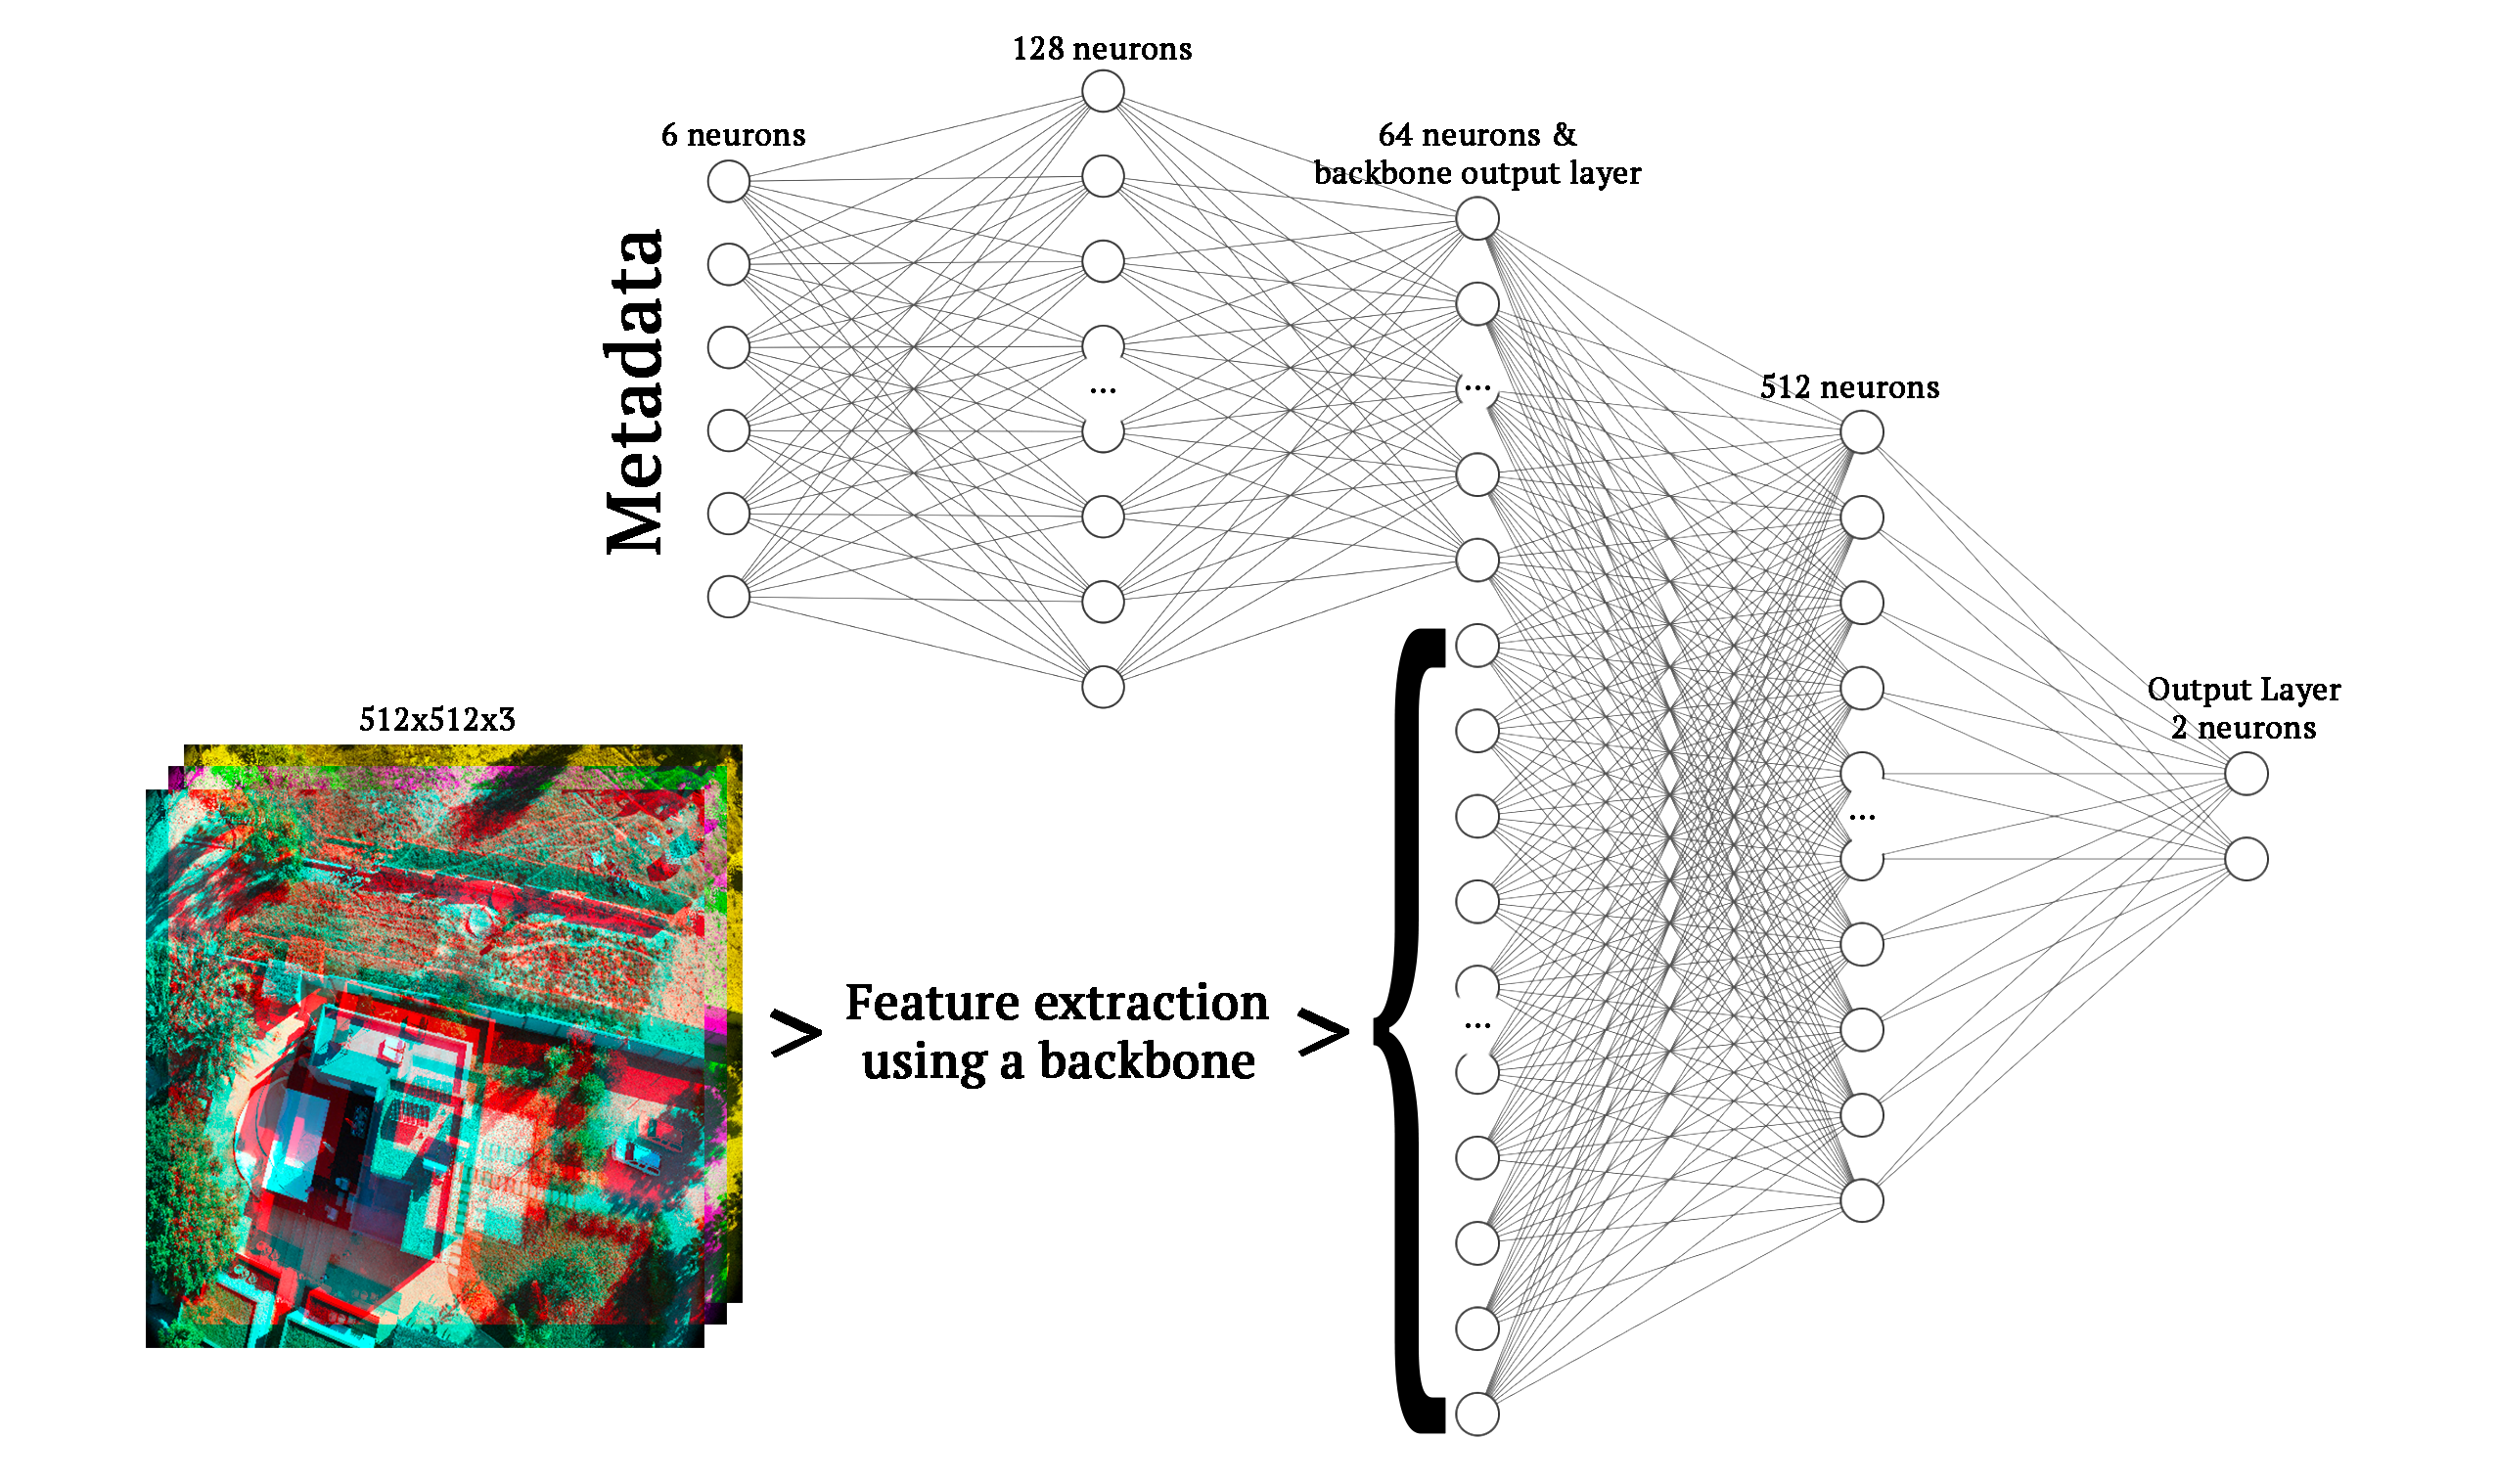 128 neurons
6 neurons
64 neurons &
backbone output layer
Metadata
...
...
512 neurons
512x512x3
Output Layer
2 neurons
...
> Feature extraction
using a backbone >
{
...